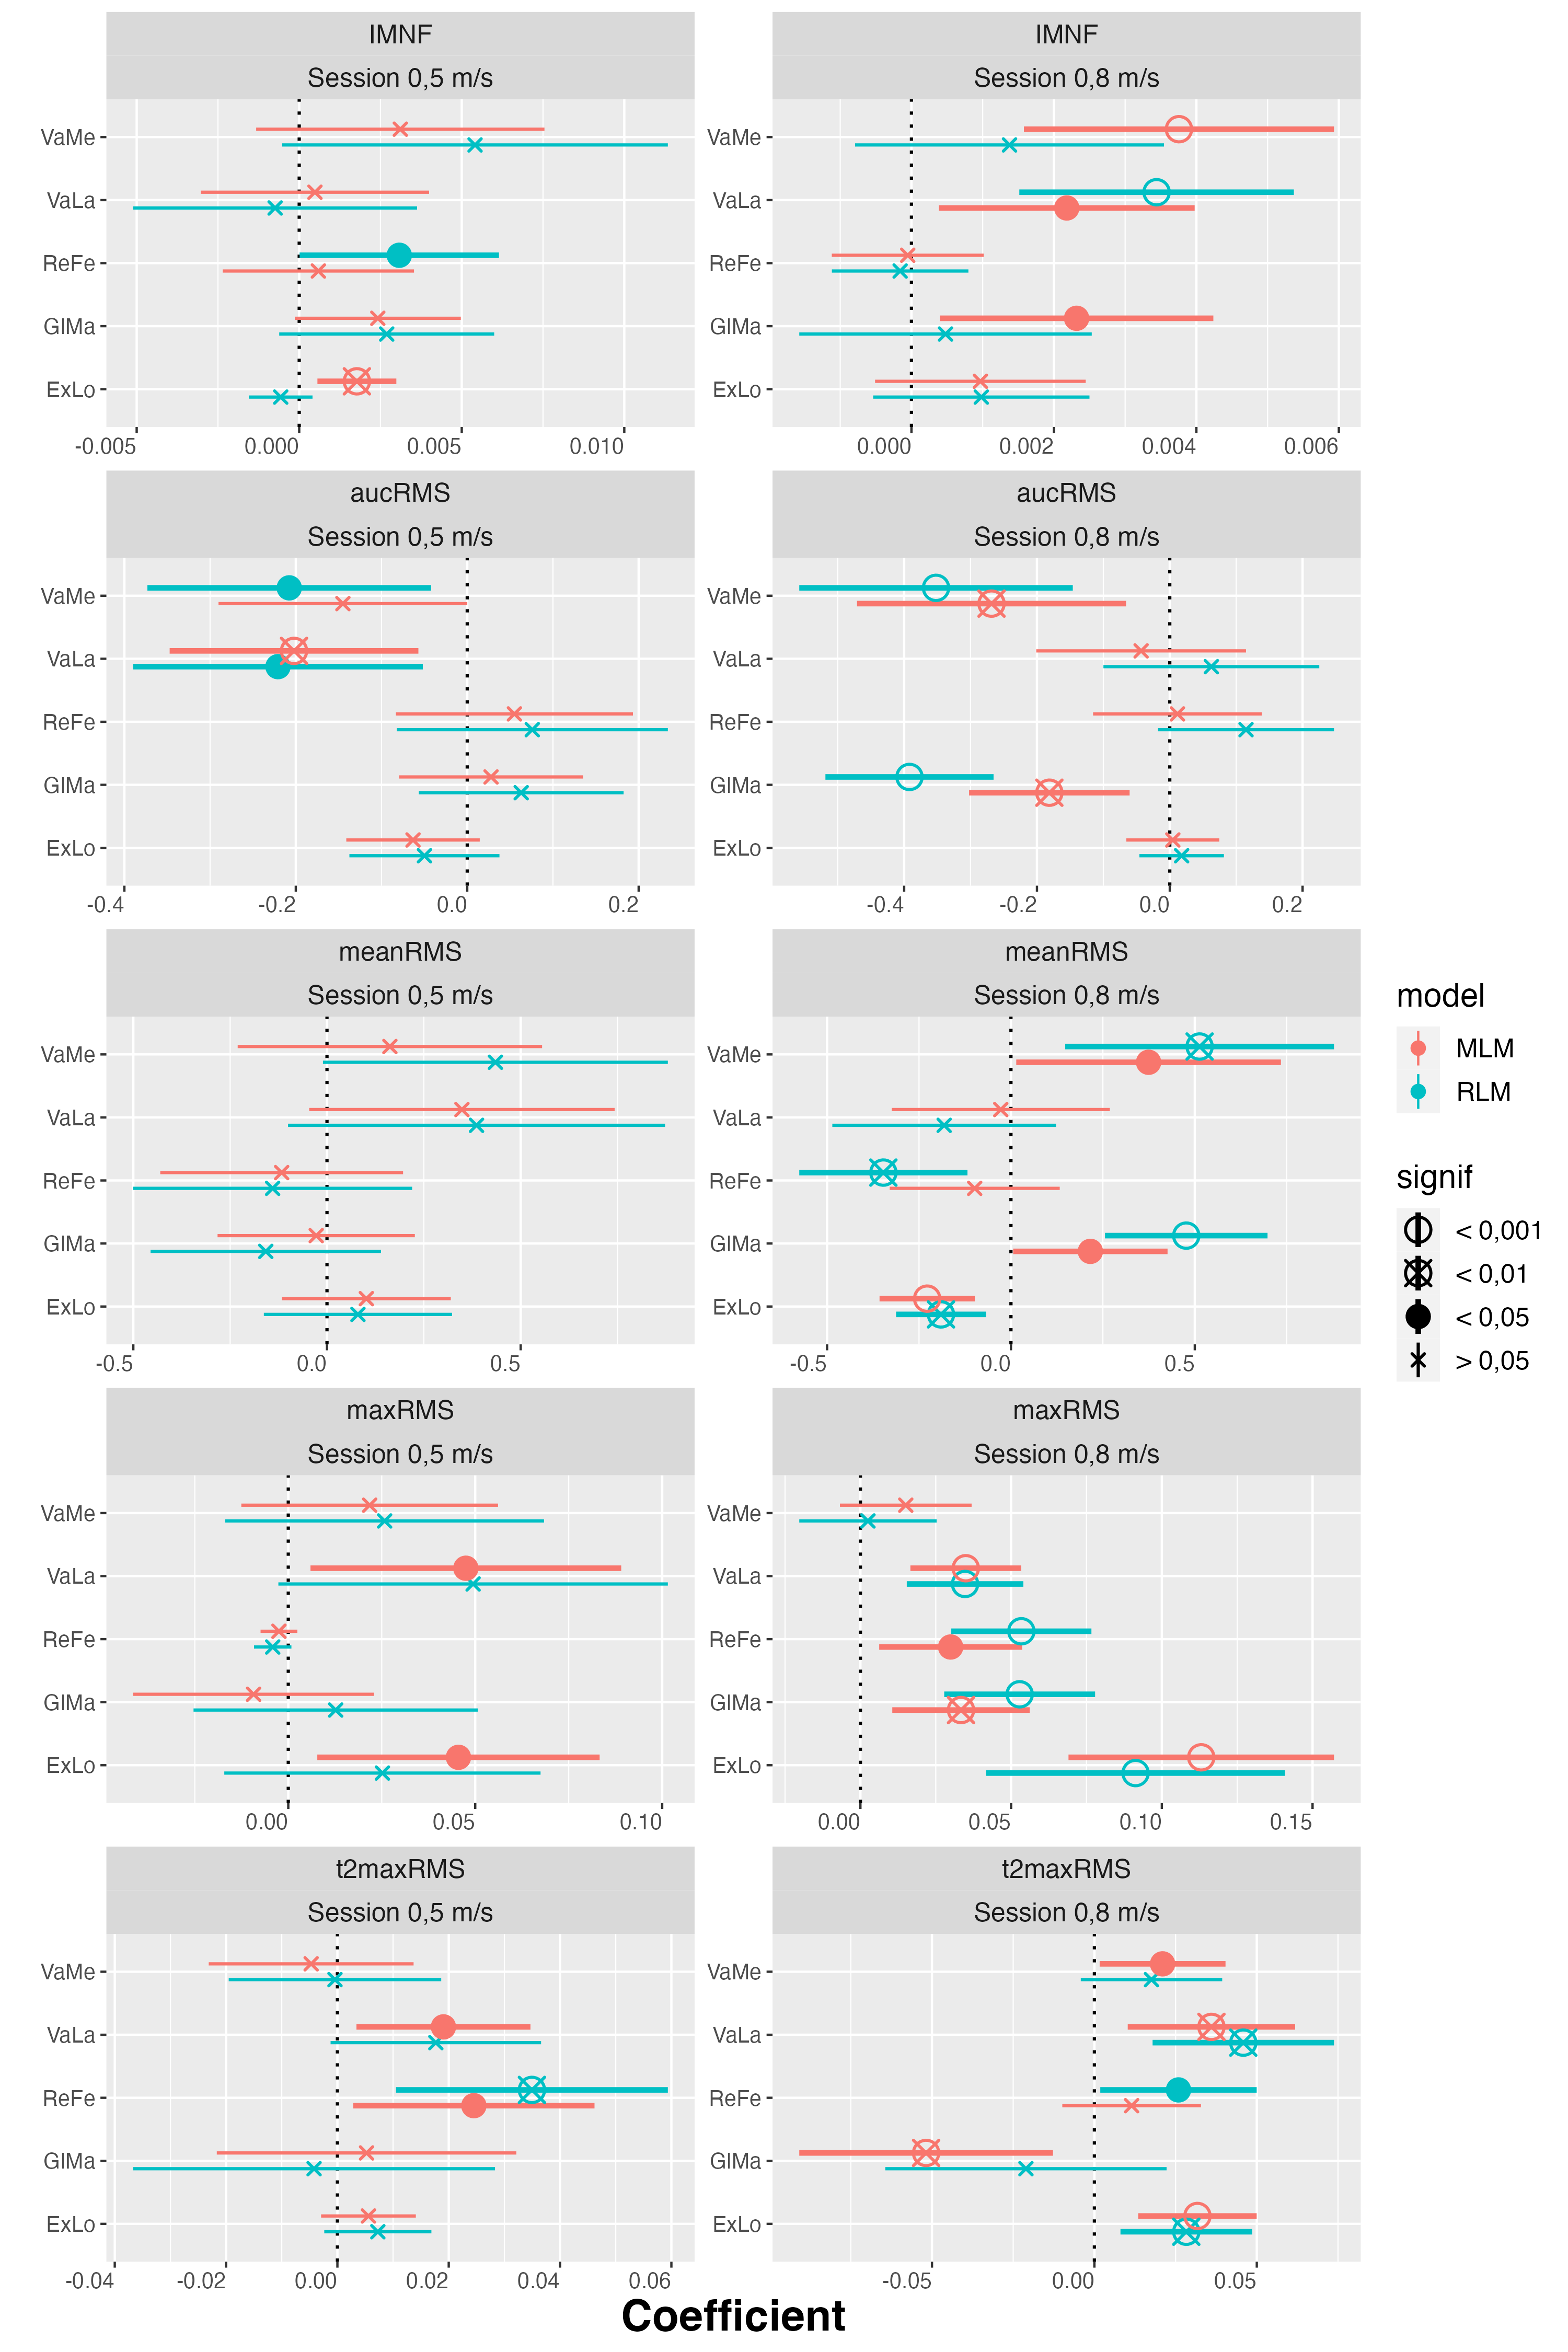 IMNF
Session 0,5 m/s
VaMe
VaLa
ReFe
GlMa
ExLo
-0.005 0.000 0.005 0.010
IMNF
Session 0,8 m/s
VaMe
VaLa
ReFe
GlMa
ExLo
0.000 0.002 0.004 0.006
aucRMS
Session 0,5 m/s
VaMe
VaLa
ReFe
GlMa
ExLo
-0.4 -0.2 0.0 0.2
aucRMS
Session 0,8 m/s
VaMe
VaLa
ReFe
GlMa
ExLo
-0.4 -0.2 0.0 0.2
meanRMS
Session 0,5 m/s
VaMe
VaLa
ReFe
GlMa
ExLo
-0.5 0.0 0.5
meanRMS
Session 0,8 m/s
VaMe
VaLa
ReFe
GlMa
ExLo
-0.5 0.0 0.5
maxRMS
Session 0,5 m/s
VaMe
VaLa
ReFe
GlMa
ExLo
0.00 0.05 0.10
maxRMS
Session 0,8 m/s
VaMe
VaLa
ReFe
GlMa
ExLo
0.00 0.05 0.10 0.15
t2maxRMS
Session 0,5 m/s
VaMe
VaLa
ReFe
GlMa
ExLo
-0.04 -0.02 0.00 0.02 0.04 0.06
t2maxRMS
Session 0,8 m/s
VaMe
VaLa
ReFe
GlMa
ExLo
-0.05 0.00 0.05
Coefficient
model
MLM
RLM
signif
< 0,001
< 0,01
< 0,05
> 0,05